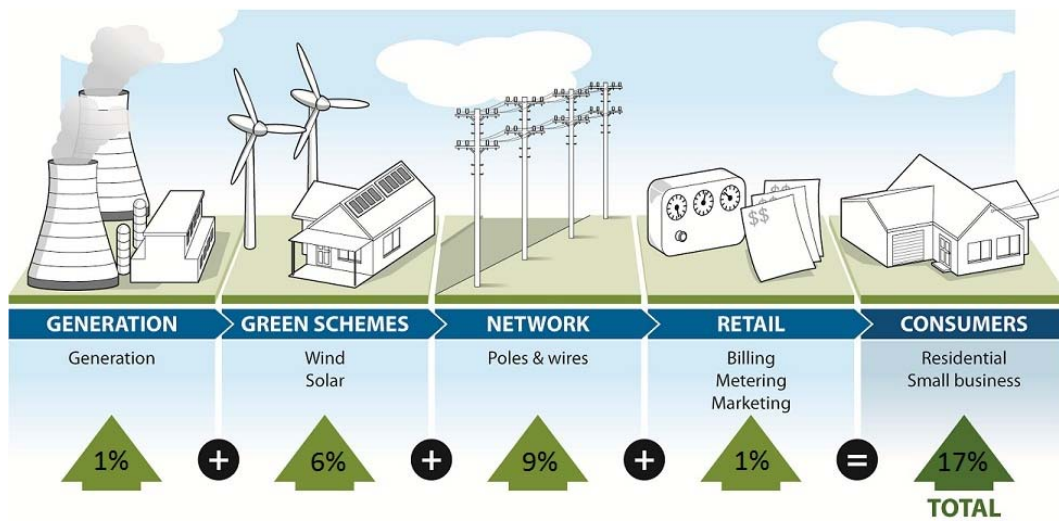 $$
$$
$$
GENERATION
GREEN SCHEMES
NETWORK
RETAIL
CONSUMERS
Generation
Wind
Solar
Poles & wires
Billing
Metering
Marketing
Residential
Small business
1%
+
6%
+
9%
+
1%
=
17%
TOTAL